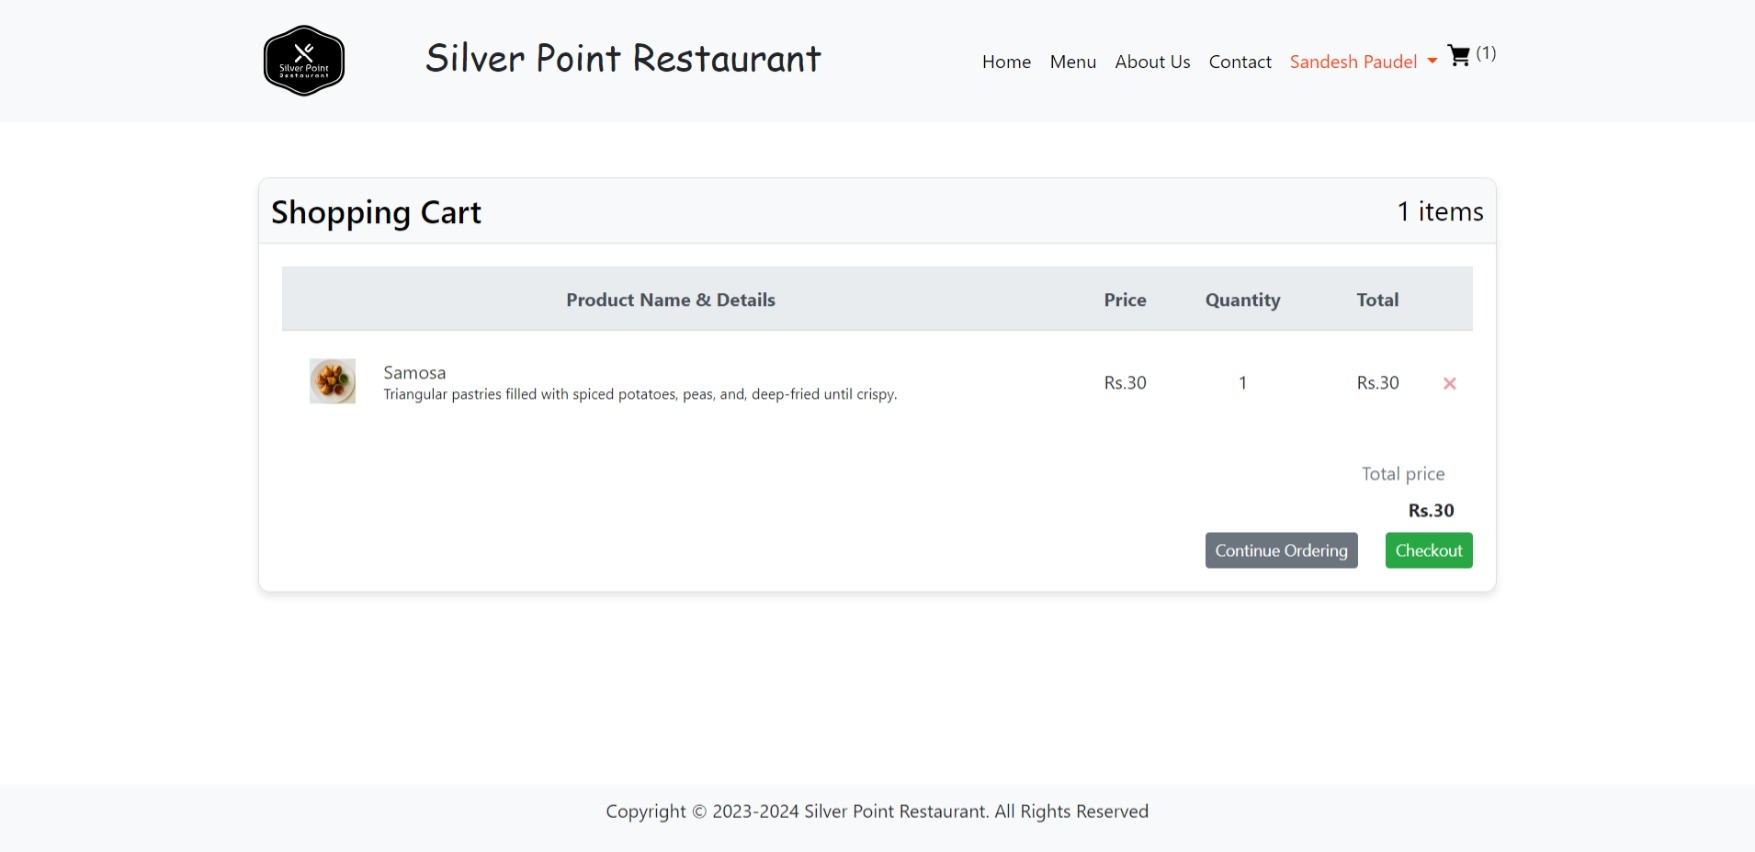 Silver Point
Restaurant
Silver Point Restaurant
Home Menu About Us Contact Sandesh Paudel (1)
Shopping Cart 1 items
Product Name & Details Price Quantity Total
Samosa
Triangular pastries filled with spiced potatoes, peas, and, deep-fried until crispy.
Rs.30 1 Rs.30 ×
Total price
Rs.30
Continue Ordering Checkout
Copyright © 2023-2024 Silver Point Restaurant. All Rights Reserved